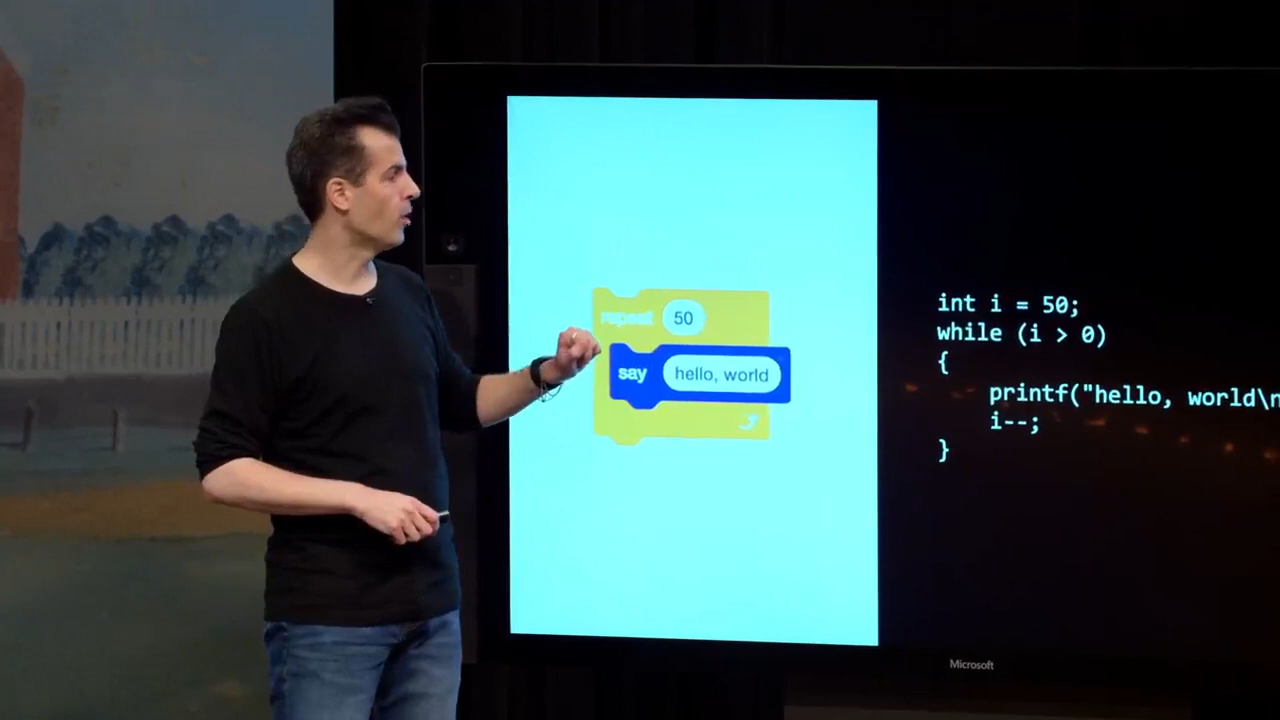 repeat 50
say hello, world
int i = 50;
while (i > 0)
{
printf("hello, world\n
i--;
}
Microsoft